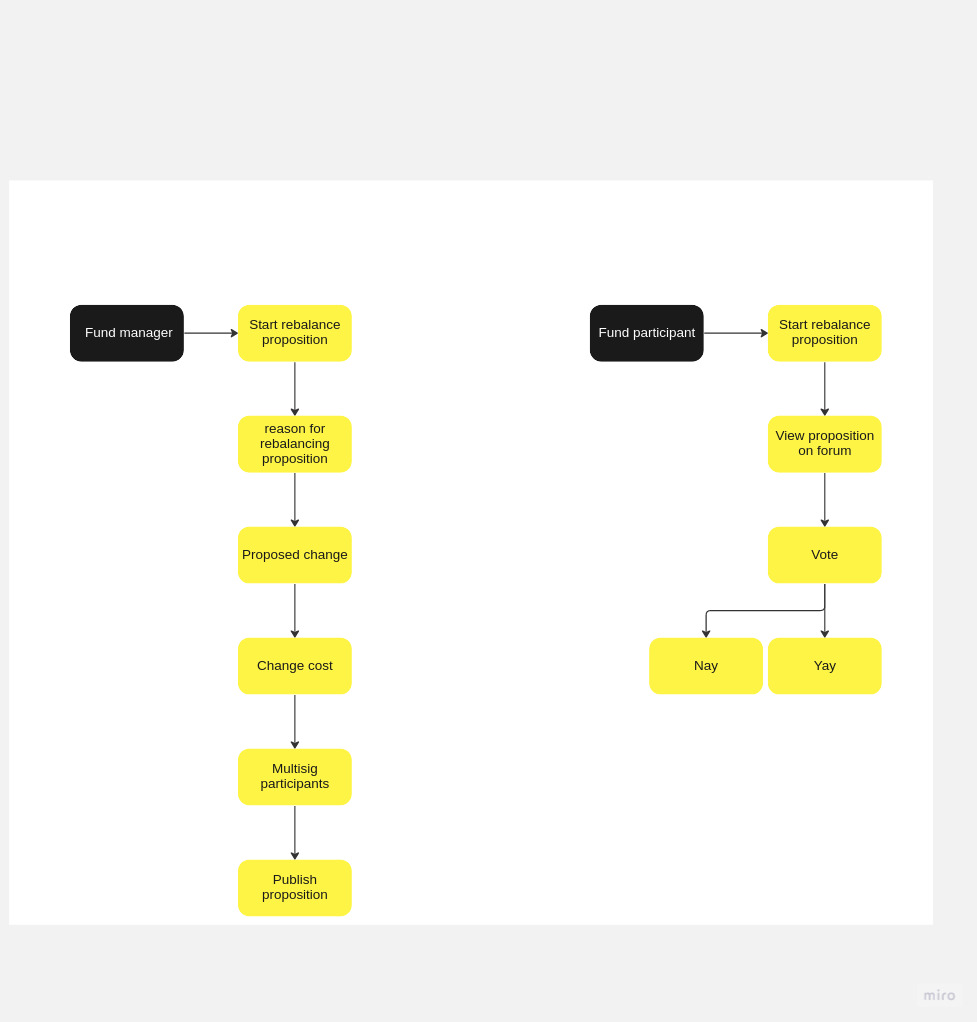 Fund manager
Start rebalance
proposition
reason for
rebalancing
proposition
Proposed change
Change cost
Multisig
participants
Publish
proposition
Fund participant
Start rebalance
proposition
View proposition
on forum
Vote
Nay
Yay
miro